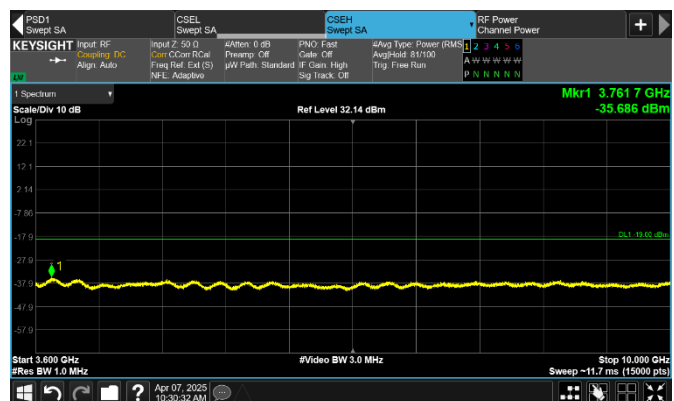 PSD1
Swept SA
CSEL
Swept SA
CSEH
Swept SA
RF Power
Channel Power
KEYSIGHT
Input: RF
Coupling: DC
Align: Auto
Input Z: 50 Ω
Corr CCorr RCal
Freq Ref: Ext (S)
NFE: Adaptive
#Atten: 0 dB
Preamp: Off
µW Path: Standard
PNO: Fast
Gate: Off
IF Gain: High
Sig Track: Off
#Avg Type: Power (RMS
Avg|Hold: 81/100
Trig: Free Run
1 2 3 4 5 6
A W W W W W W
P N N N N N N
LXI
1 Spectrum
Mkr1 3.761 7 GHz
Scale/Div 10 dB
Ref Level 32.14 dBm
-35.686 dBm
Log
22.1
12.1
2.14
-7.86
-17.9
DL1 -19.00 dBm
-27.9
1
-37.9
-47.9
-57.9
Start 3.600 GHz
#Video BW 3.0 MHz
Stop 10.000 GHz
#Res BW 1.0 MHz
Sweep ~11.7 ms (15000 pts)
?
Apr 07, 2025
10:30:32 AM